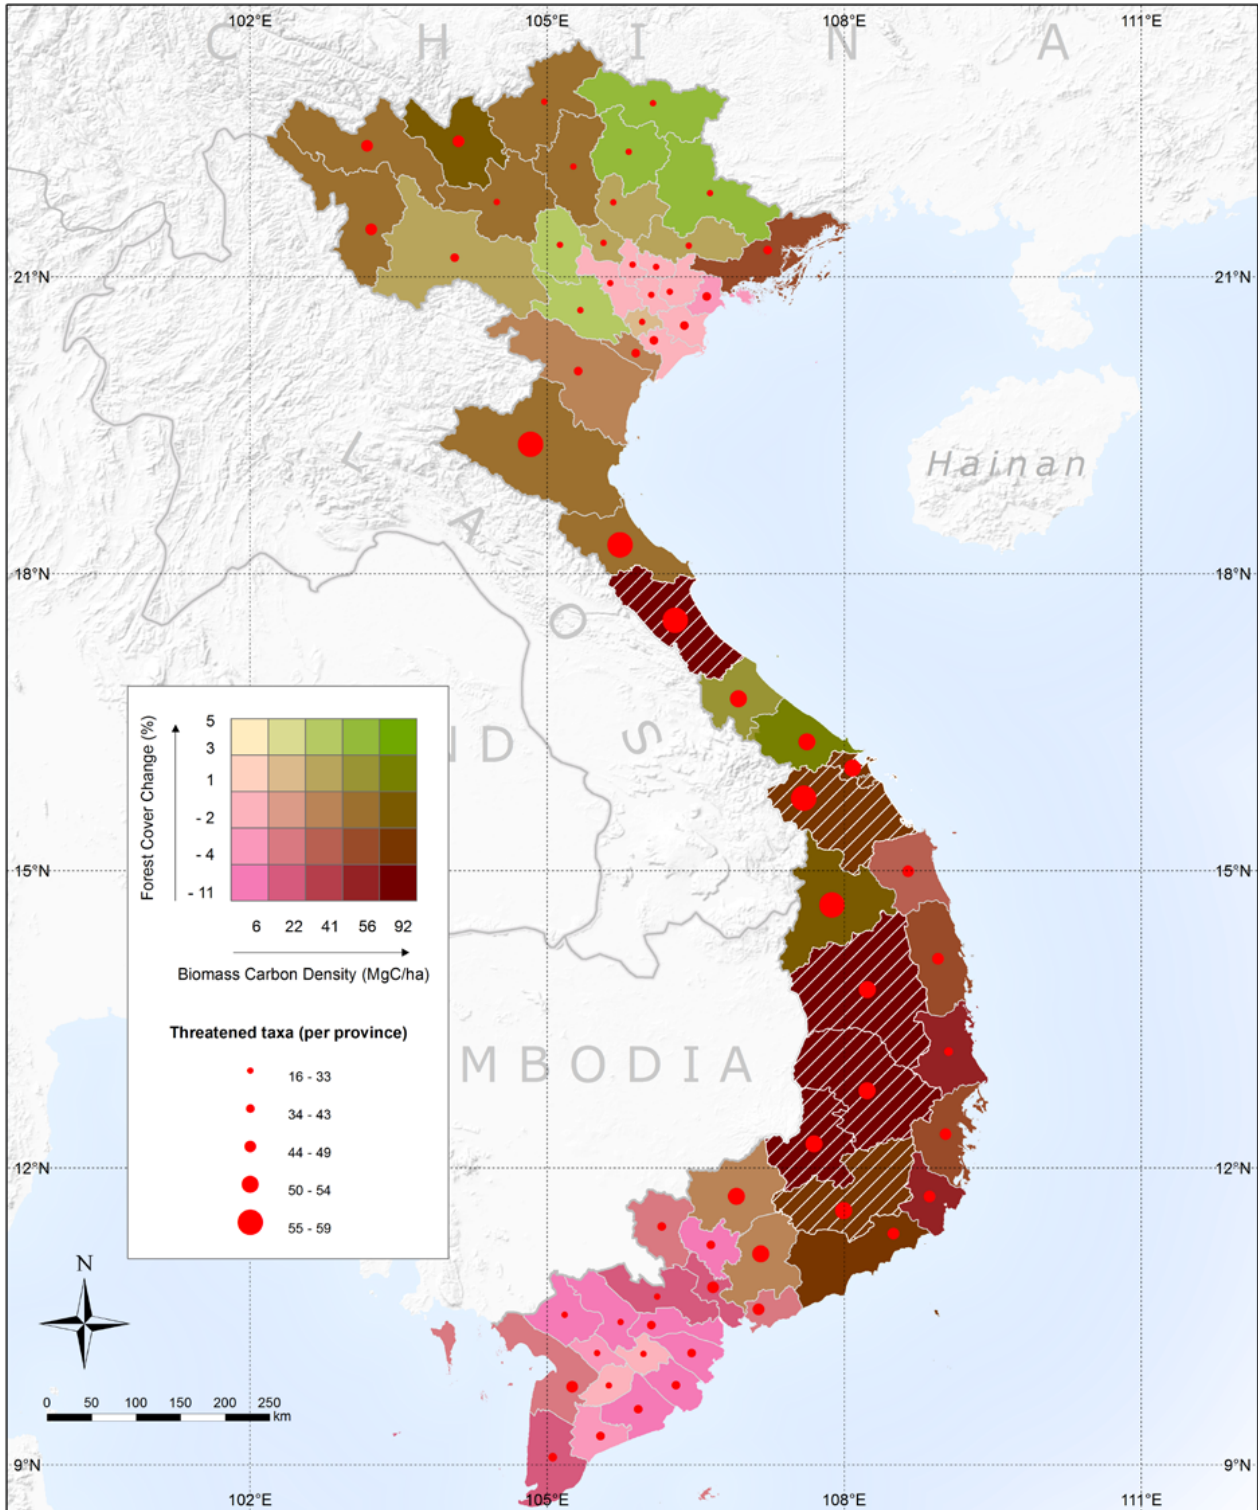 102°E 105°E 108°E 111°E
C H I N A
21°N 21°N
Hainan
L A O S
18°N 18°N
ND
Forest Cover Change (%)
5
3
1
- 2
- 4
- 11
6 22 41 56 92
Biomass Carbon Density (MgC/ha)
15°N
Threatened taxa (per province)
16 - 33
34 - 43
44 - 49
50 - 54
55 - 59
MBODIA
15°N
12°N 12°N
N
0 50 100 150 200 250
km
9°N 9°N
102°E 105°E 108°E 111°E